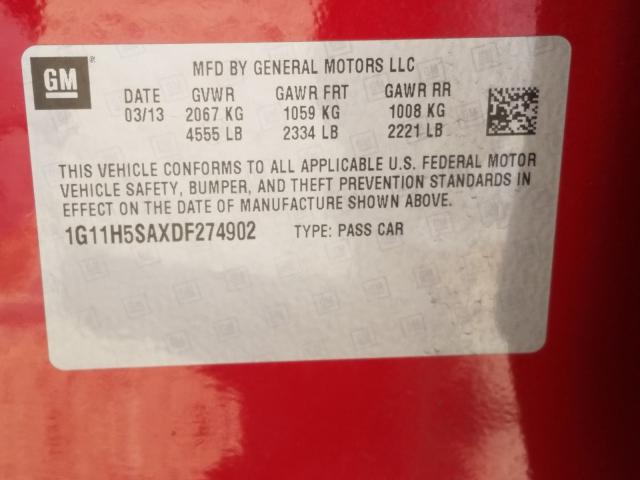 GM
MFD BY GENERAL MOTORS LLC
DATE GVWR GAWR FRT GAWR RR
03/13 2067 KG 1059 KG 1008 KG
4555 LB 2334 LB 2221 LB
THIS VEHICLE CONFORMS TO ALL APPLICABLE U.S. FEDERAL MOTOR
VEHICLE SAFETY, BUMPER, AND THEFT PREVENTION STANDARDS IN
EFFECT ON THE DATE OF MANUFACTURE SHOWN ABOVE.
1G11H5SAXDF274902 TYPE: PASS CAR